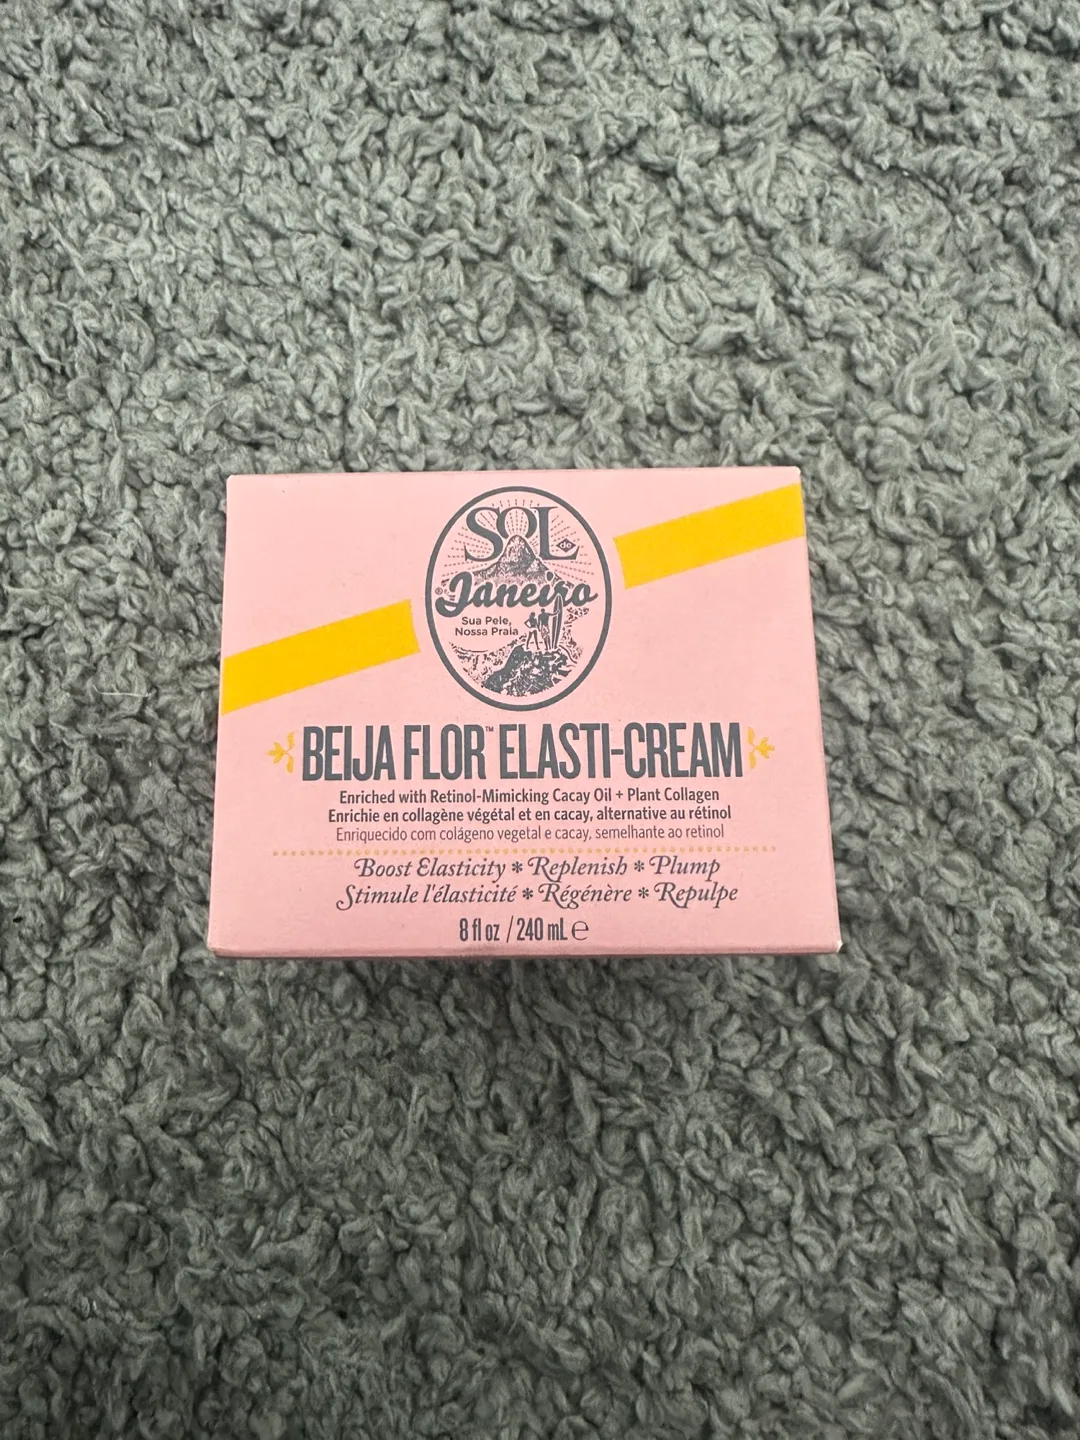 SOL de
®Janeiro
Sua Pele,
Nossa Praia
BEIJA FLOR™ ELASTI-CREAM
Enriched with Retinol-Mimicking Cacay Oil + Plant Collagen
Enrichie en collagène végétal et en cacay, alternative au rétinol
Enriquecido com colágeno vegetal e cacay, semelhante ao retinol
Boost Elasticity * Replenish * Plump
Stimule l'élasticité * Régénère * Repulpe
8 fl oz / 240 mL ℮